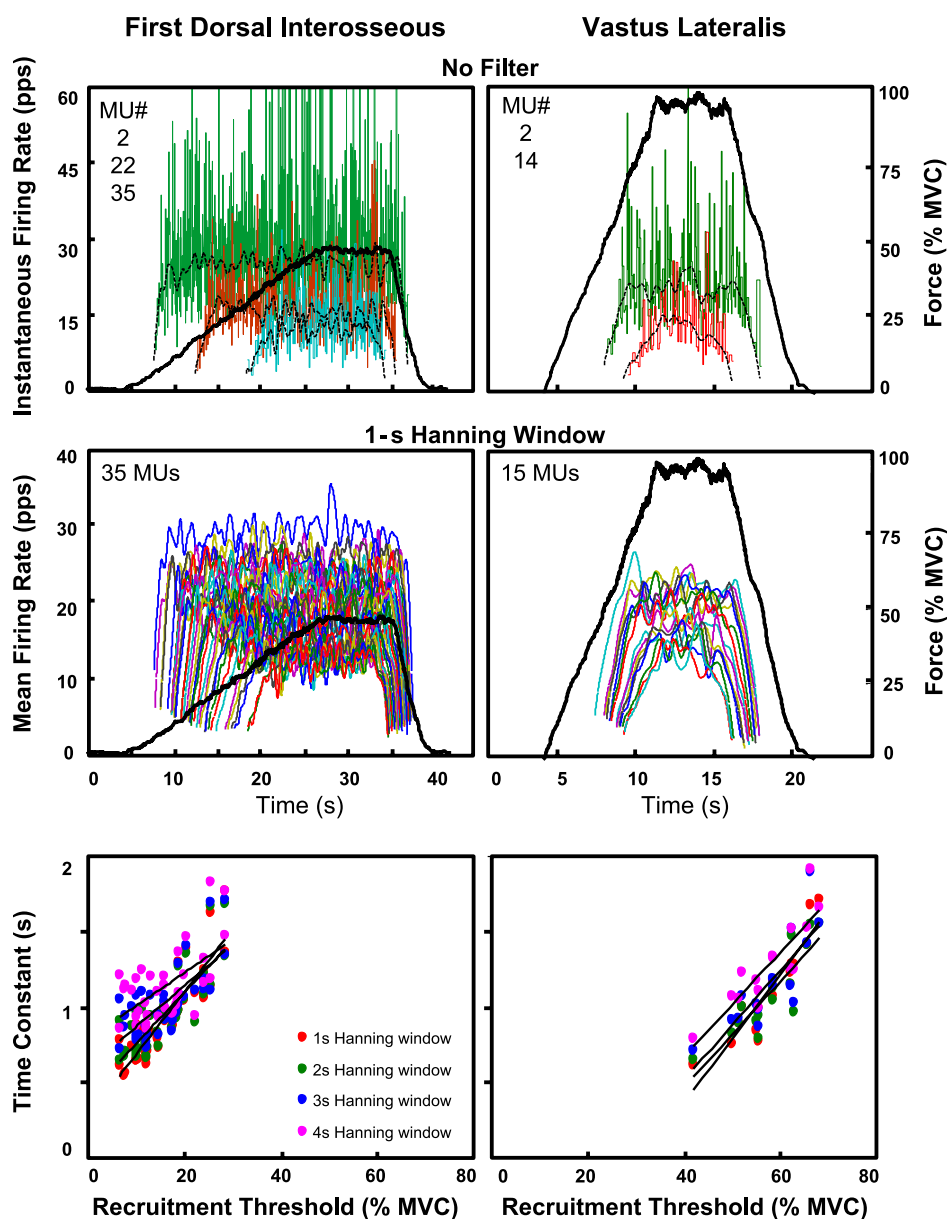 First Dorsal Interosseous
Vastus Lateralis
No Filter
Instantaneous Firing Rate (pps)
60
45
30
15
0
MU#
2
22
35
MU#
2
14
100
75
50
25
0
Force (% MVC)
1-s Hanning Window
Mean Firing Rate (pps)
40
30
20
10
0
35 MUs
15 MUs
100
75
50
25
0
Force (% MVC)
0 10 20 30 40
Time (s)
0 5 10 15 20
Time (s)
Time Constant (s)
2
1
0
1s Hanning window
2s Hanning window
3s Hanning window
4s Hanning window
0 20 40 60 80
Recruitment Threshold (% MVC)
0 20 40 60 80
Recruitment Threshold (% MVC)